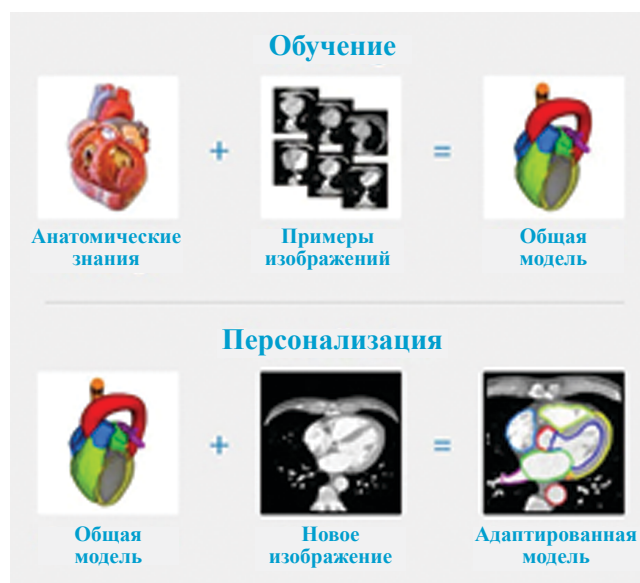 Обучение
+ =
Анатомические знания
Примеры изображений
Общая модель
Персонализация
+ =
Общая модель
Новое изображение
Адаптированная модель